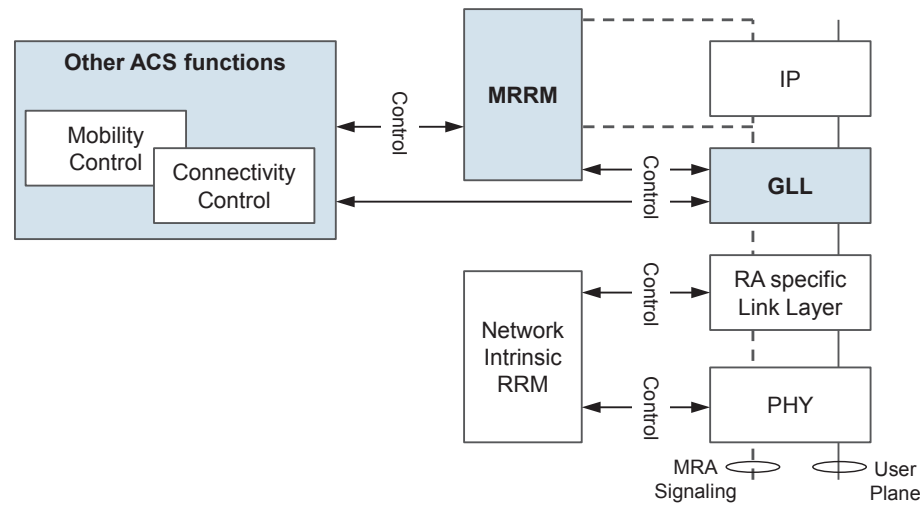 Other ACS functions
Mobility
Control
Connectivity
Control
Control
MRRM
IP
Control
GLL
Control
RA specific
Link Layer
Network
Intrinsic
RRM
Control
PHY
MRA
Signaling
User
Plane